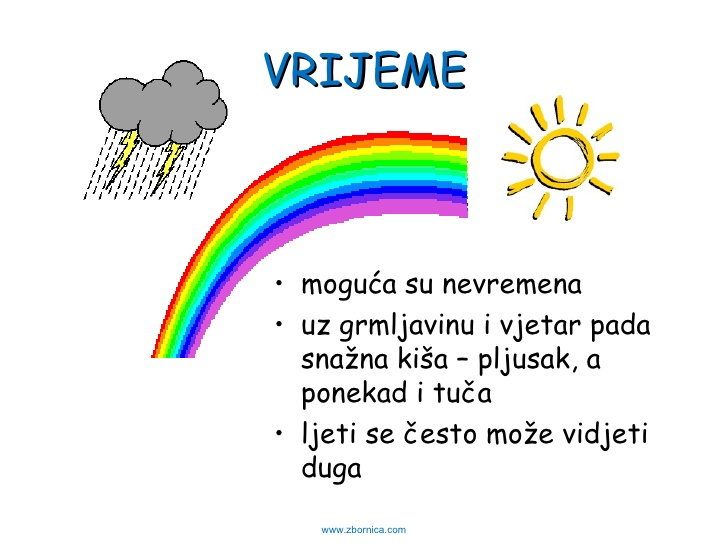 VRIJEME
• moguća su nevremena
• uz grmljavinu i vjetar pada
snažna kiša – pljusak, a
ponekad i tuča
• ljeti se često može vidjeti
duga
www.zbornica.com